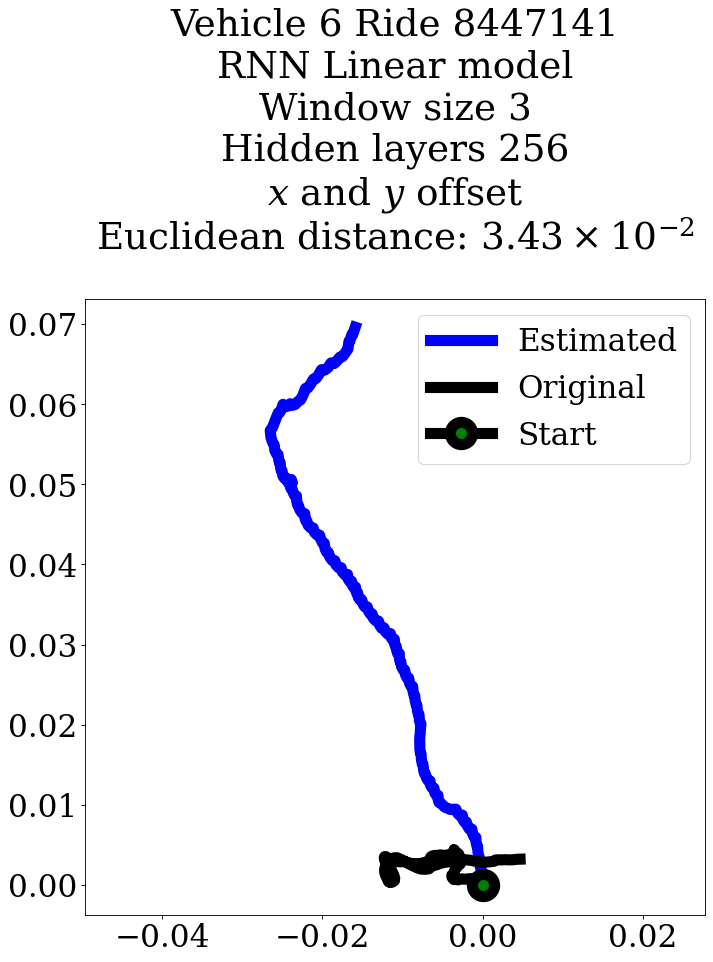 Vehicle 6 Ride 8447141
RNN Linear model
Window size 3
Hidden layers 256
x and y offset
Euclidean distance: 3.43 × 10⁻²
Estimated
Original
Start
0.07
0.06
0.05
0.04
0.03
0.02
0.01
0.00
−0.04 −0.02 0.00 0.02